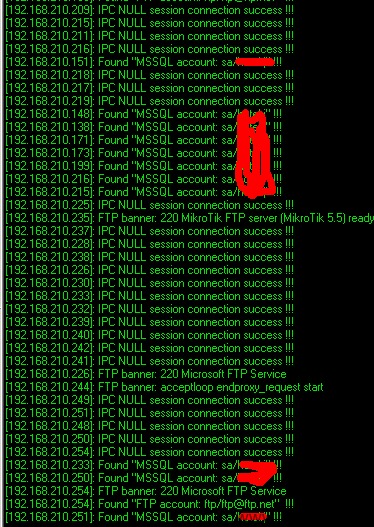 [192.168.210.209]: IPC NULL session connection success !!!
[192.168.210.215]: IPC NULL session connection success !!!
[192.168.210.211]: IPC NULL session connection success !!!
[192.168.210.216]: IPC NULL session connection success !!!
[192.168.210.151]: Found "MSSQL account: sa/ !!!
[192.168.210.218]: IPC NULL session connection success !!!
[192.168.210.217]: IPC NULL session connection success !!!
[192.168.210.219]: IPC NULL session connection success !!!
[192.168.210.148]: Found "MSSQL account: sa/ !!!
[192.168.210.138]: Found "MSSQL account: sa/ !!!
[192.168.210.171]: Found "MSSQL account: sa/ !!!
[192.168.210.173]: Found "MSSQL account: sa/ !!!
[192.168.210.199]: Found "MSSQL account: sa/ !!!
[192.168.210.216]: Found "MSSQL account: sa/ !!!
[192.168.210.215]: Found "MSSQL account: sa/ !!!
[192.168.210.225]: IPC NULL session connection success !!!
[192.168.210.235]: FTP banner: 220 MikroTik FTP server (MikroTik 5.5) ready
[192.168.210.237]: IPC NULL session connection success !!!
[192.168.210.228]: IPC NULL session connection success !!!
[192.168.210.238]: IPC NULL session connection success !!!
[192.168.210.226]: IPC NULL session connection success !!!
[192.168.210.230]: IPC NULL session connection success !!!
[192.168.210.233]: IPC NULL session connection success !!!
[192.168.210.232]: IPC NULL session connection success !!!
[192.168.210.239]: IPC NULL session connection success !!!
[192.168.210.240]: IPC NULL session connection success !!!
[192.168.210.242]: IPC NULL session connection success !!!
[192.168.210.241]: IPC NULL session connection success !!!
[192.168.210.226]: FTP banner: 220 Microsoft FTP Service
[192.168.210.244]: FTP banner: acceptloop endproxy_request start
[192.168.210.249]: IPC NULL session connection success !!!
[192.168.210.251]: IPC NULL session connection success !!!
[192.168.210.248]: IPC NULL session connection success !!!
[192.168.210.250]: IPC NULL session connection success !!!
[192.168.210.254]: IPC NULL session connection success !!!
[192.168.210.233]: Found "MSSQL account: sa/ !!!
[192.168.210.250]: Found "MSSQL account: sa/ !!!
[192.168.210.254]: FTP banner: 220 Microsoft FTP Service
[192.168.210.254]: Found "FTP account: ftp/ftp@ftp.net" !!!
[192.168.210.251]: Found "MSSQL account: sa/ !!!